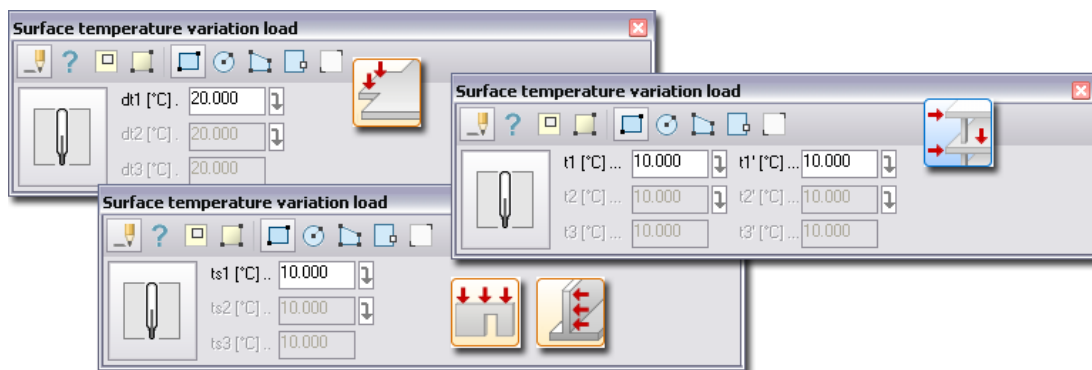 Surface temperature variation load
?
dt1 [°C] . 20.000
dt2 [°C] . 20.000
dt3 [°C] . 20.000
Surface temperature variation load
?
t1 [°C] ... 10.000 t1' [°C] ... 10.000
t2 [°C] ... 10.000 t2' [°C] ... 10.000
t3 [°C] ... 10.000 t3' [°C] ... 10.000
Surface temperature variation load
?
ts1 [°C] .. 10.000
ts2 [°C] .. 10.000
ts3 [°C] .. 10.000